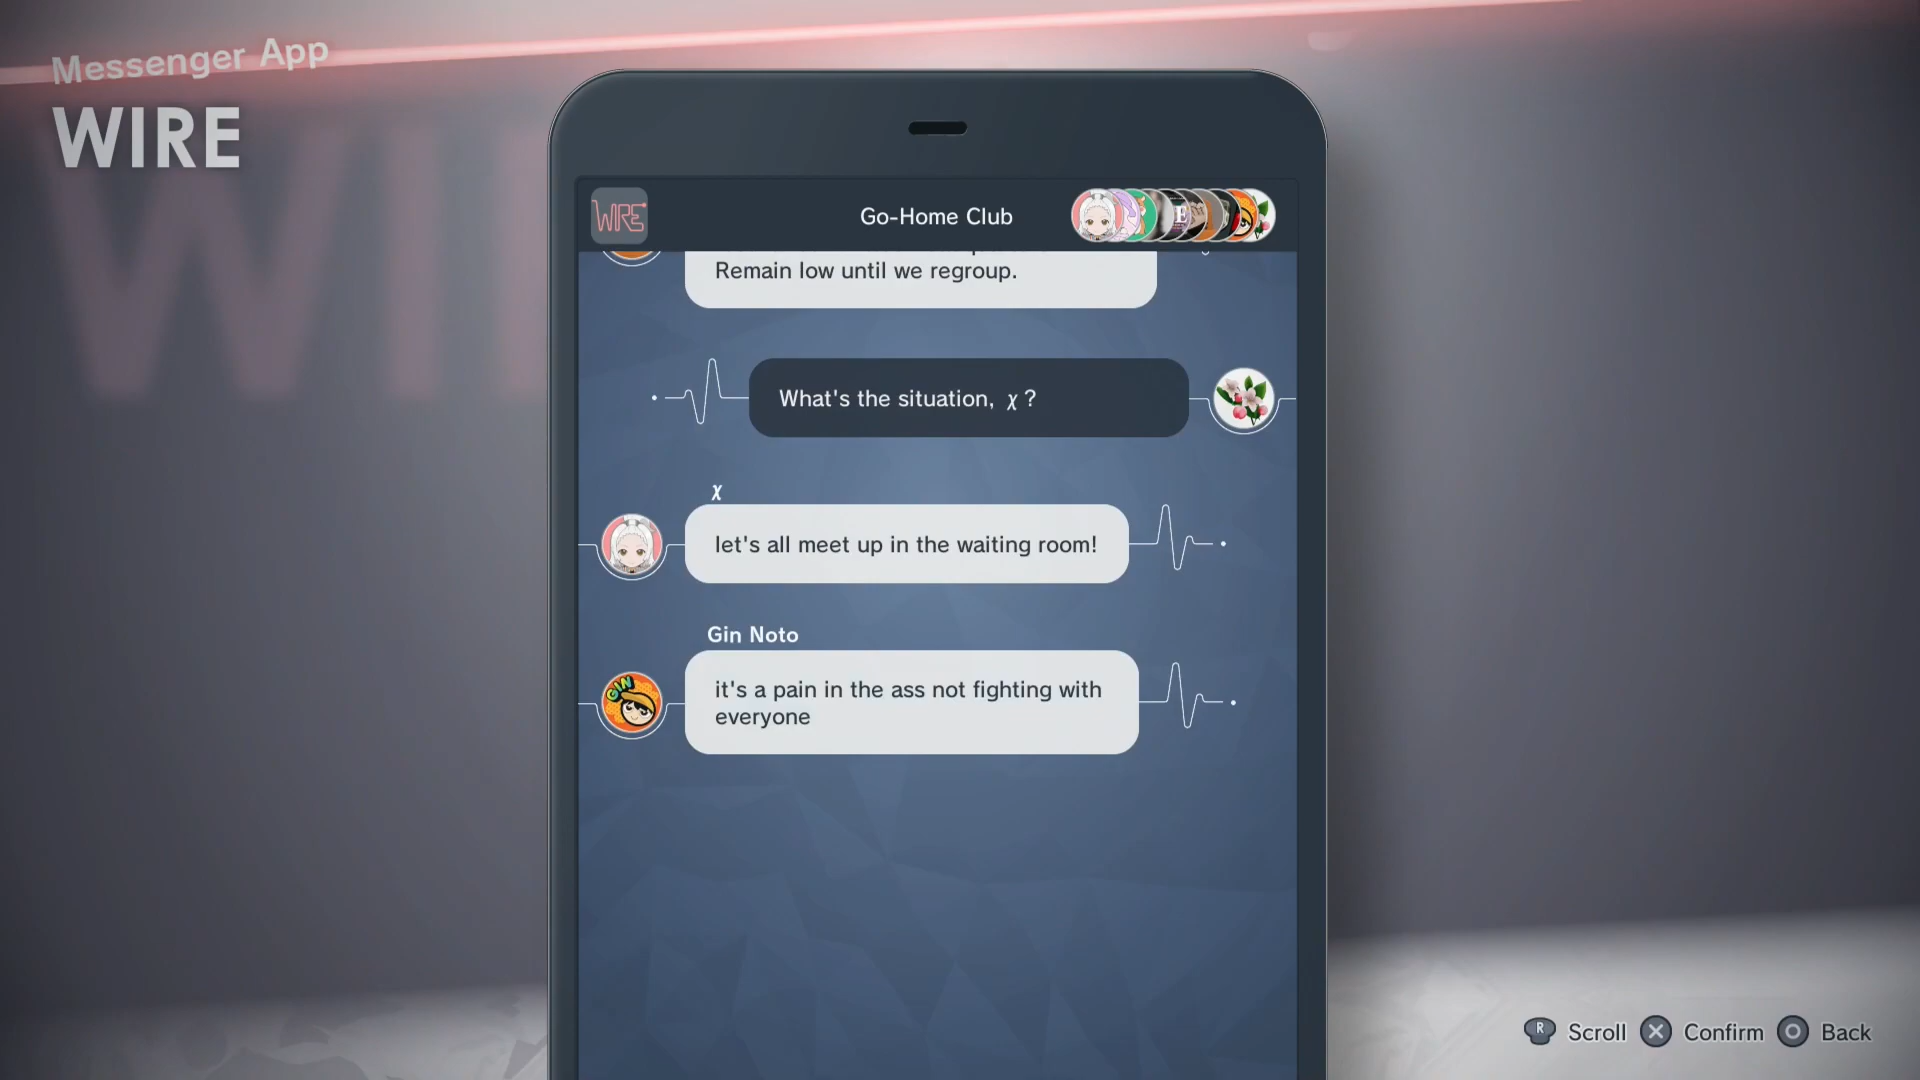 Messenger App
WIRE
WIRE
Go-Home Club
E
Remain low until we regroup.
What's the situation, χ ?
χ
let's all meet up in the waiting room!
Gin Noto
GIN
it's a pain in the ass not fighting with
everyone
R Scroll Confirm Back